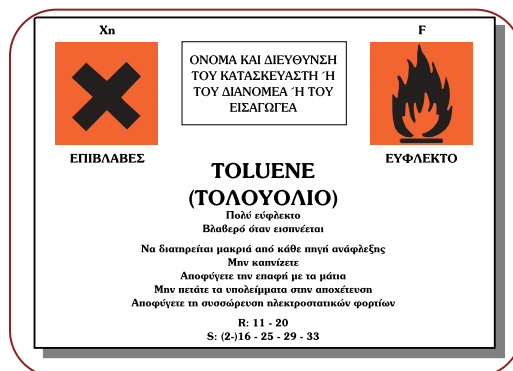 Xn
F
ΟΝΟΜΑ ΚΑΙ ΔΙΕΥΘΥΝΣΗ
ΤΟΥ ΚΑΤΑΣΚΕΥΑΣΤΗ Ή
ΤΟΥ ΔΙΑΝΟΜΕΑ Ή ΤΟΥ
ΕΙΣΑΓΩΓΕΑ
ΕΠΙΒΛΑΒΕΣ
ΕΥΦΛΕΚΤΟ
TOLUENE
(ΤΟΛΟΥΟΛΙΟ)
Πολύ εύφλεκτο
Βλαβερό όταν εισπνέεται
Να διατηρείται μακριά από κάθε πηγή ανάφλεξης
Μην καπνίζετε
Αποφύγετε την επαφή με τα μάτια
Μην πετάτε τα υπολείμματα στην αποχέτευση
Αποφύγετε τη συσσώρευση ηλεκτροστατικών φορτίων
R: 11 - 20
S: (2-)16 - 25 - 29 - 33